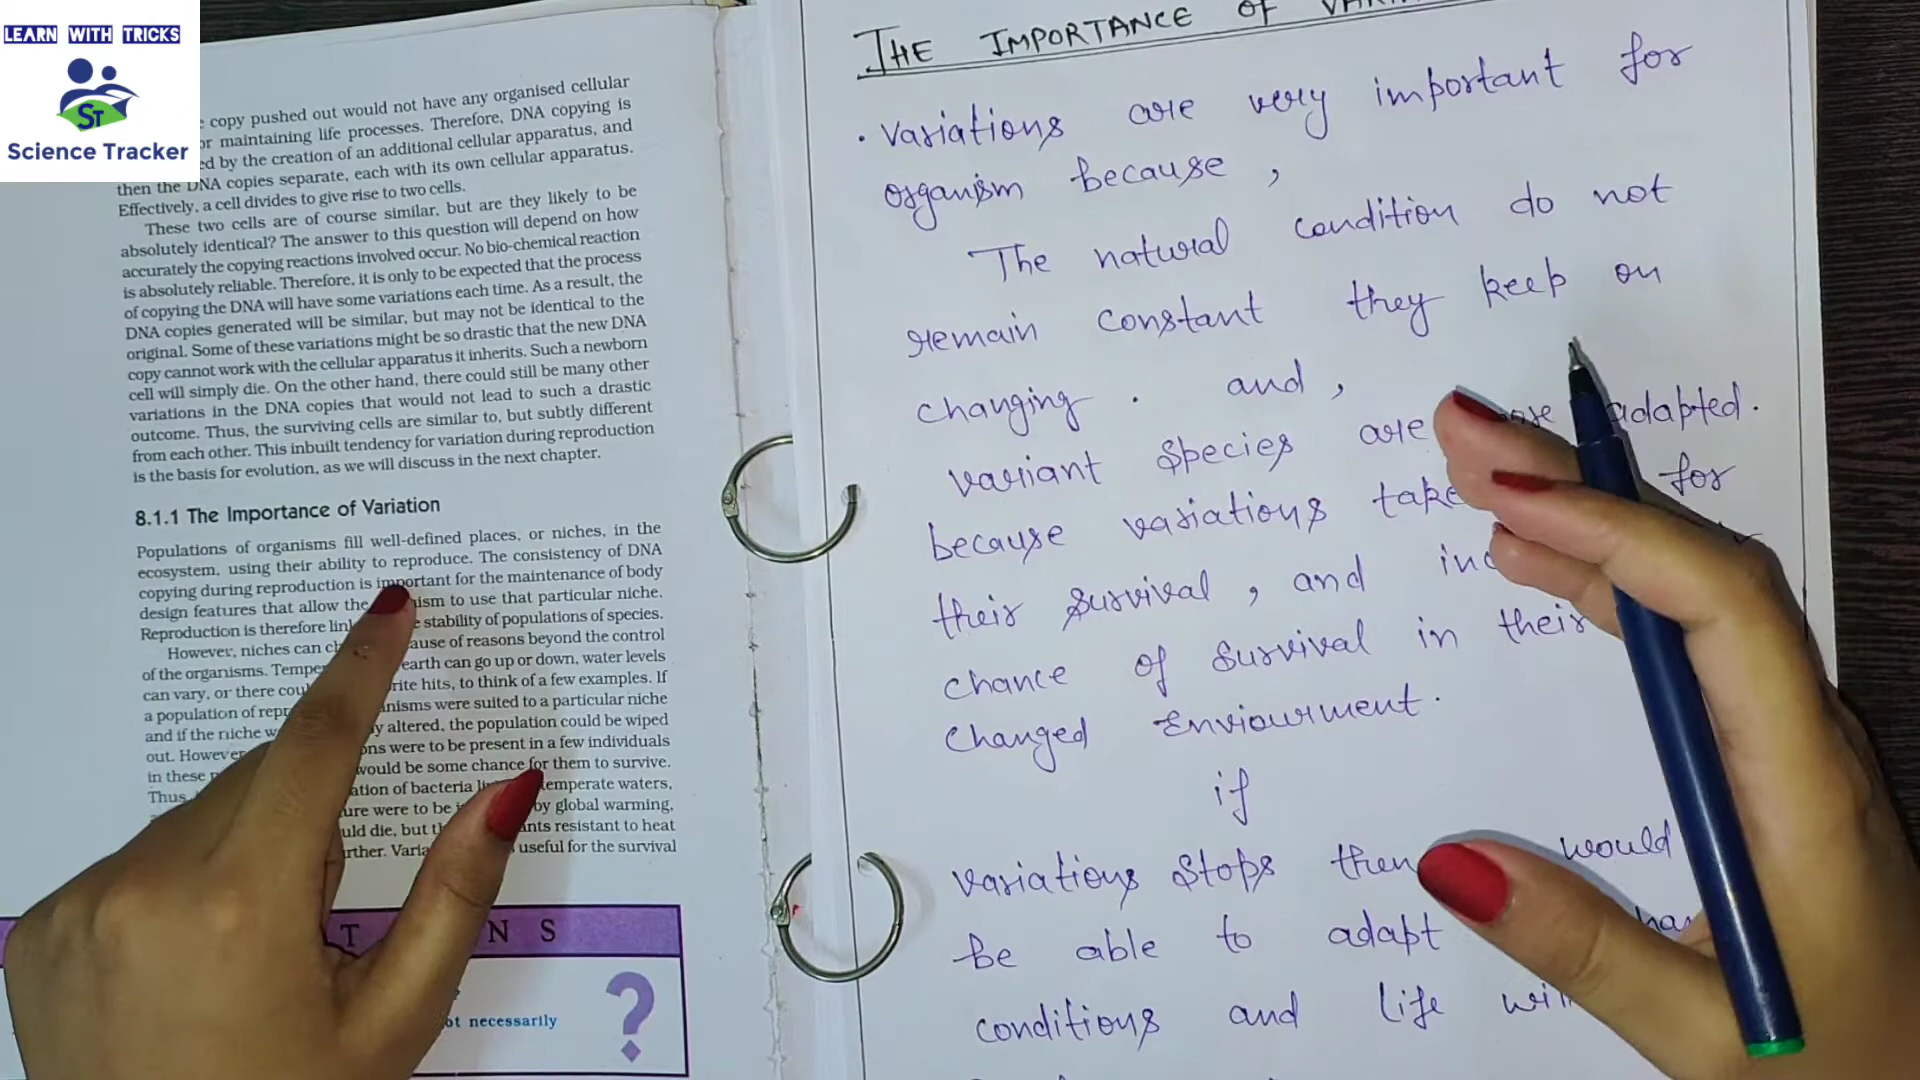 LEARN WITH TRICKS
ST
Science Tracker
copy pushed out would not have any organised cellular
or maintaining life processes. Therefore, DNA copying is
ed by the creation of an additional cellular apparatus, and
then the DNA copies separate, each with its own cellular apparatus.
Effectively, a cell divides to give rise to two cells.
These two cells are of course similar, but are they likely to be
absolutely identical? The answer to this question will depend on how
accurately the copying reactions involved occur. No bio-chemical reaction
is absolutely reliable. Therefore, it is only to be expected that the process
of copying the DNA will have some variations each time. As a result, the
DNA copies generated will be similar, but may not be identical to the
original. Some of these variations might be so drastic that the new DNA
copy cannot work with the cellular apparatus it inherits. Such a newborn
cell will simply die. On the other hand, there could still be many other
variations in the DNA copies that would not lead to such a drastic
outcome. Thus, the surviving cells are similar to, but subtly different
from each other. This inbuilt tendency for variation during reproduction
is the basis for evolution, as we will discuss in the next chapter.
8.1.1 The Importance of Variation
Populations of organisms fill well-defined places, or niches, in the
ecosystem, using their ability to reproduce. The consistency of DNA
copying during reproduction is important for the maintenance of body
design features that allow the ism to use that particular niche.
Reproduction is therefore lin stability of populations of species.
However, niches can ause of reasons beyond the control
of the organisms. Temper earth can go up or down, water levels
can vary, or there cou rite hits, to think of a few examples. If
a population of repr anisms were suited to a particular niche
and if the niche w y altered, the population could be wiped
out. However ons were to be present in a few individuals
in these p would be some chance for them to survive.
Thus ation of bacteria li temperate waters,
ure were to be by global warming,
uld die, but th ants resistant to heat
rther. Varia useful for the survival
T N S
?
ot necessarily
THE IMPORTANCE OF
• Variations are very important for
organism because ,
The natural condition do not
remain constant they keep on
changing . and ,
variant species are adapted.
because variations take for
their survival , and inc
chance of survival in their
changed Enviourment.
if
variations stops then would
be able to adapt
conditions and life